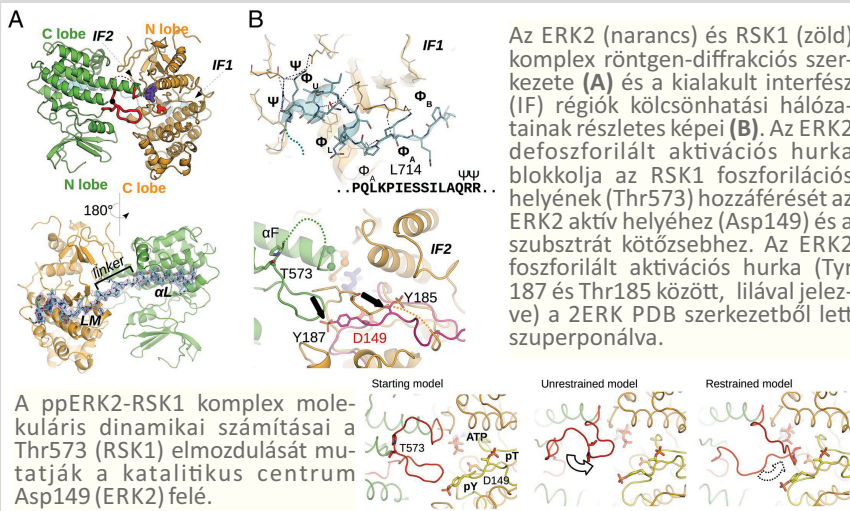 A
B
C lobe
N lobe
IF2
IF1
N lobe
C lobe
180°
linker
αL
LM
IF1
Ψ
Φ
U
Ψ
Φ
B
Φ
L
Φ
A
Φ
A
L714
ΨΨ
..PQLKPIESSILAQRR..
αF
IF2
T573
Y185
Y187
D149
Az ERK2 (narancs) és RSK1 (zöld)
komplex röntgen-diffrakciós szer-
kezete (A) és a kialakult interfész
(IF) régiók kölcsönhatási hálóza-
tainak részletes képei (B). Az ERK2
defoszforilált aktivációs hurka
blokkolja az RSK1 foszforilációs
helyének (Thr573) hozzáférését az
ERK2 aktív helyéhez (Asp149) és a
szubsztrát kötőzsebhez. Az ERK2
foszforilált aktivációs hurka (Tyr
187 és Thr185 között, lilával jelez-
ve) a 2ERK PDB szerkezetből lett
szuperponálva.
A ppERK2-RSK1 komplex mole-
kuláris dinamikai számításai a
Thr573 (RSK1) elmozdulását mu-
tatják a katalitikus centrum
Asp149 (ERK2) felé.
Starting model
Unrestrained model
Restrained model
T573
ATP
pT
pY
D149